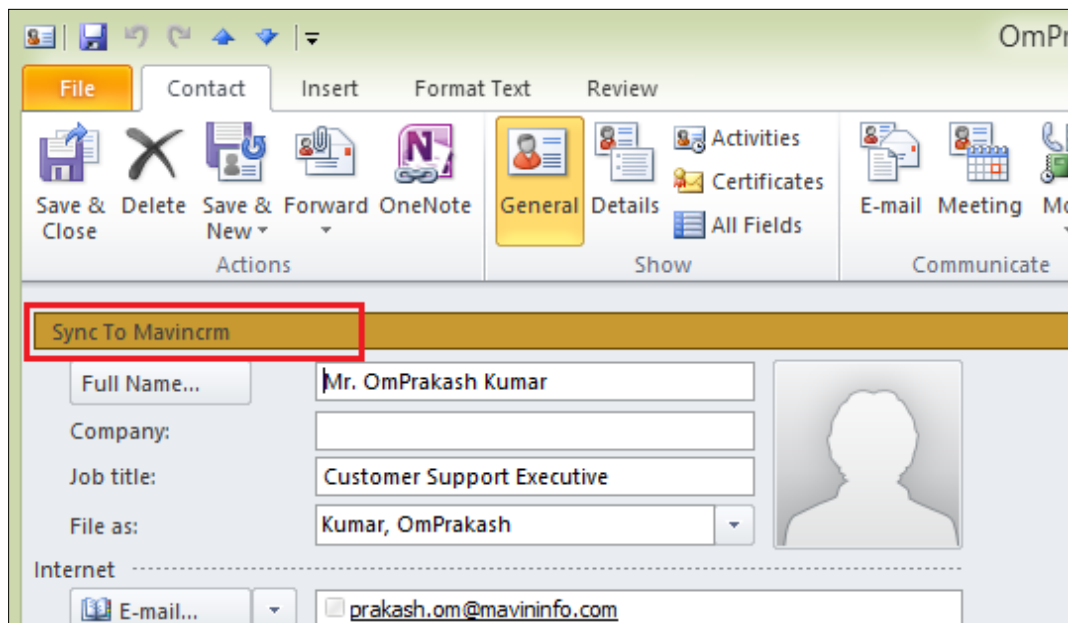 OmPr
File Contact Insert Format Text Review
Save & Close Delete Save & New Forward OneNote General Details Activities Certificates All Fields E-mail Meeting Mo
Actions Show Communicate
Sync To Mavincrm
Full Name... Mr. OmPrakash Kumar
Company:
Job title: Customer Support Executive
File as: Kumar, OmPrakash
Internet
E-mail... prakash.om@mavininfo.com